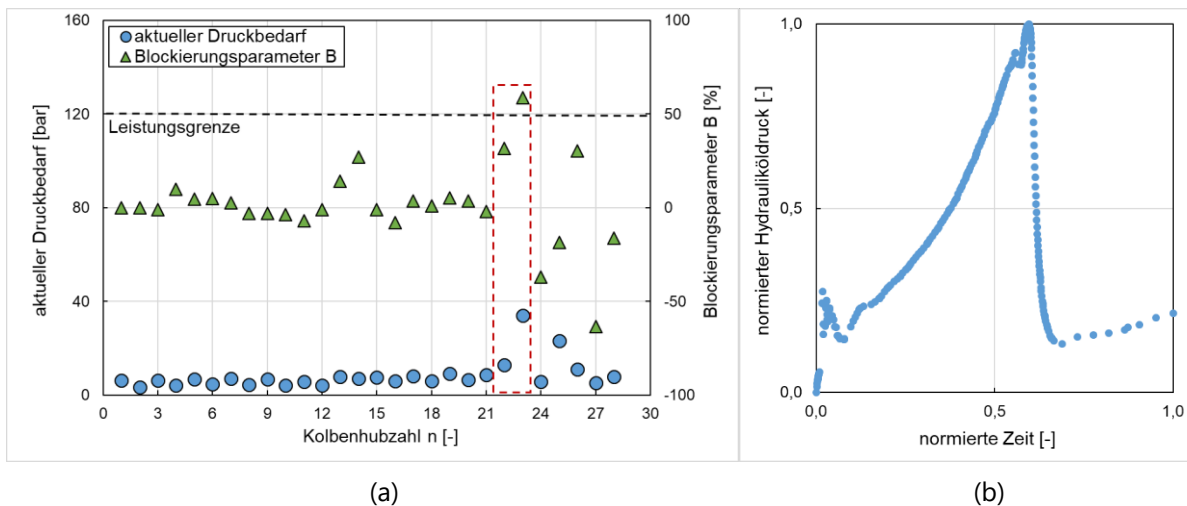 160
120
80
40
0
aktueller Druckbedarf [bar]
aktueller Druckbedarf
Blockierungsparameter B
Leistungsgrenze
100
50
0
-50
-100
Blockierungsparameter B [%]
0 3 6 9 12 15 18 21 24 27 30
Kolbenhubzahl n [-]
(a)
1,0
0,5
0,0
normierter Hydrauliköldruck [-]
0,0 0,5 1,0
normierte Zeit [-]
(b)